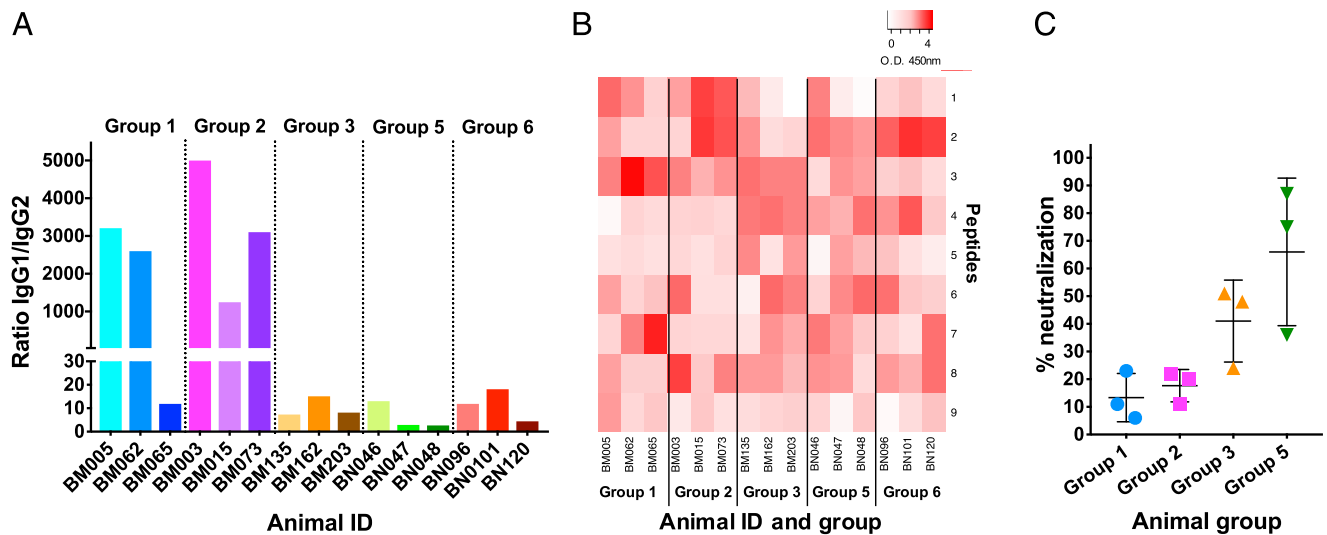 A
Group 1 Group 2 Group 3 Group 5 Group 6
Ratio IgG1/IgG2
5000
4000
3000
2000
1000
30
20
10
0
BM005 BM062 BM065 BM003 BM015 BM073 BM135 BM162 BM203 BN046 BN047 BN048 BN096 BN0101 BN120
Animal ID
B
0 4
O.D. 450nm
1
2
3
4
5
6
7
8
9
Peptides
BM005 BM062 BM065 BM003 BM015 BM073 BM135 BM162 BM203 BN046 BN047 BN048 BN096 BN101 BN120
Group 1 Group 2 Group 3 Group 5 Group 6
Animal ID and group
C
% neutralization
100
90
80
70
60
50
40
30
20
10
0
Group 1 Group 2 Group 3 Group 5
Animal group